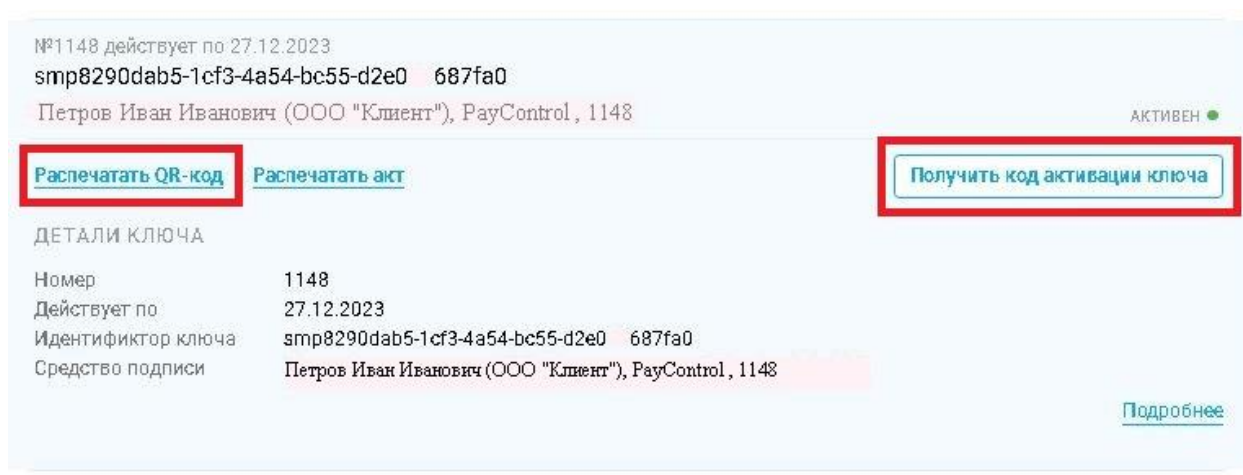 №1148 действует по 27.12.2023
smp8290dab5-1cf3-4a54-bc55-d2e0 687fa0
Петров Иван Иванович (ООО "Клиент"), PayControl , 1148
АКТИВЕН
Распечатать QR-код Распечатать акт Получить код активации ключа
ДЕТАЛИ КЛЮЧА
Номер 1148
Действует по 27.12.2023
Идентификтор ключа smp8290dab5-1cf3-4a54-bc55-d2e0 687fa0
Средство подписи Петров Иван Иванович (ООО "Клиент"), PayControl , 1148
Подробнее